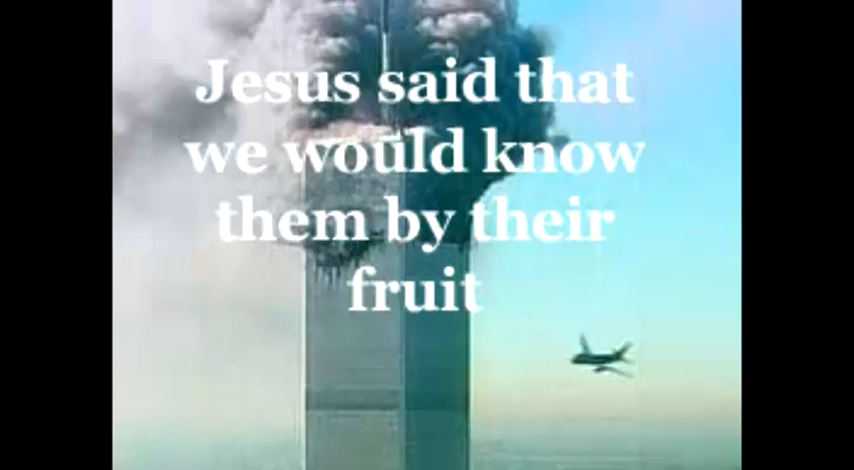 Jesus said that
we would know
them by their
fruit